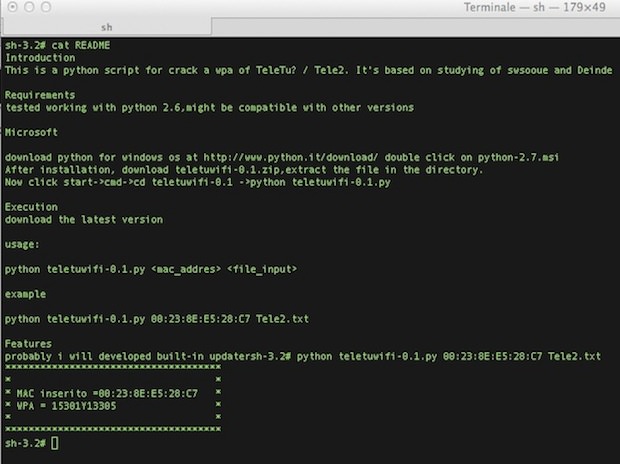 Terminale — sh — 179×49
sh
sh-3.2# cat README
Introduction
This is a python script for crack a wpa of TeleTu? / Tele2. It's based on studying of swsooue and Deinde
Requirements
tested working with python 2.6,might be compatible with other versions
Microsoft
download python for windows os at http://www.python.it/download/ double click on python-2.7.msi
After installation, download teletuwifi-0.1.zip,extract the file in the directory.
Now click start->cmd->cd teletuwifi-0.1 ->python teletuwifi-0.1.py
Execution
download the latest version
usage:
python teletuwifi-0.1.py <mac_addres> <file_input>
example
python teletuwifi-0.1.py 00:23:8E:E5:28:C7 Tele2.txt
Features
probably i will developed built-in updatersh-3.2# python teletuwifi-0.1.py 00:23:8E:E5:28:C7 Tele2.txt
************************************
*                                  *
* MAC inserito =00:23:8E:E5:28:C7  *
* WPA = 15301Y13305                *
*                                  *
************************************
sh-3.2#